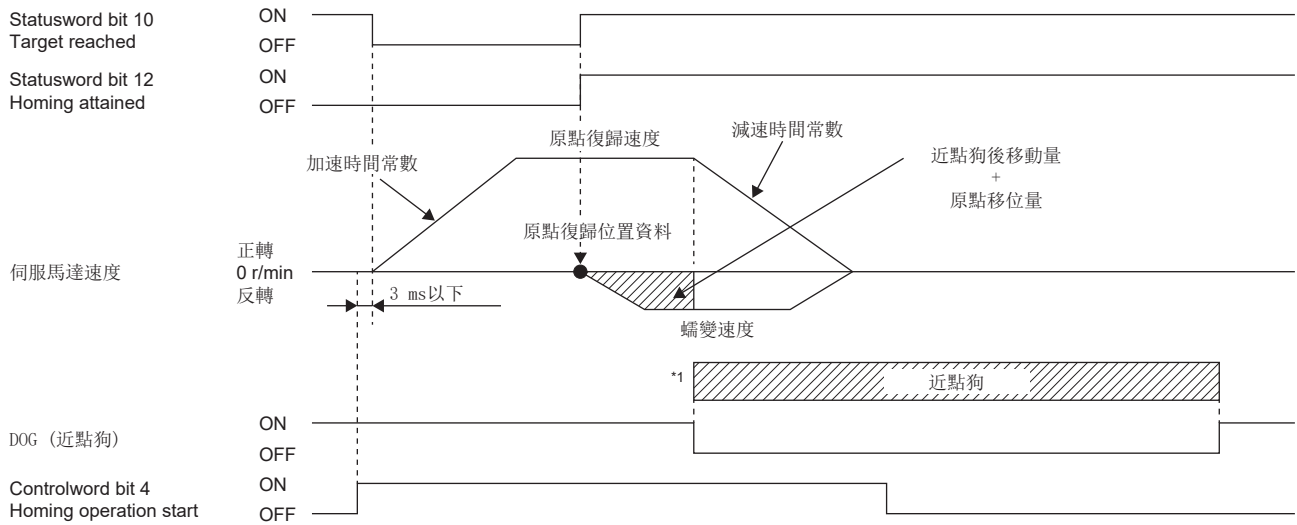 Statusword bit 10
Target reached
ON
OFF
Statusword bit 12
Homing attained
ON
OFF
原點復歸速度
減速時間常數
加速時間常數
近點狗後移動量
+
原點移位量
原點復歸位置資料
伺服馬達速度
正轉
0 r/min
反轉
3 ms以下
蠕變速度
*1
近點狗
DOG (近點狗)
ON
OFF
Controlword bit 4
Homing operation start
ON
OFF